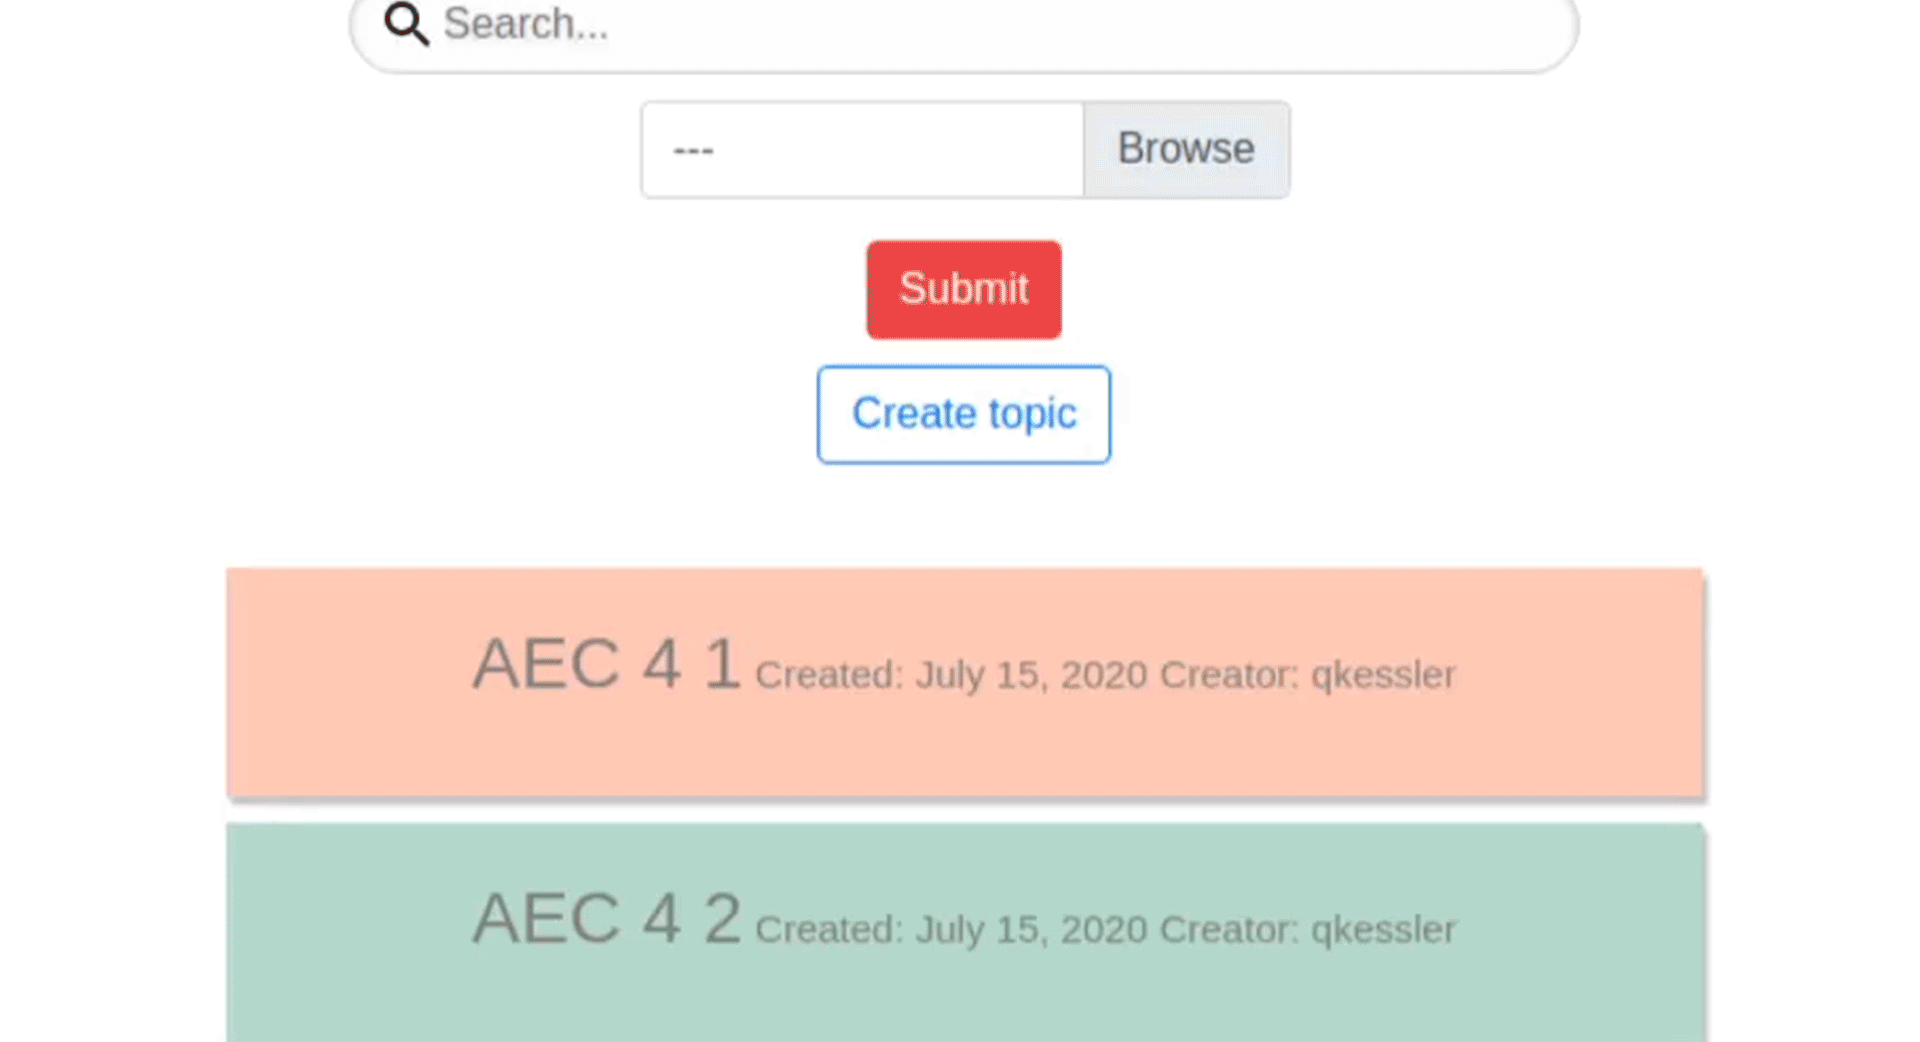 Search...
--- Browse
Submit
Create topic
AEC 4 1 Created: July 15, 2020 Creator: qkessler
AEC 4 2 Created: July 15, 2020 Creator: qkessler